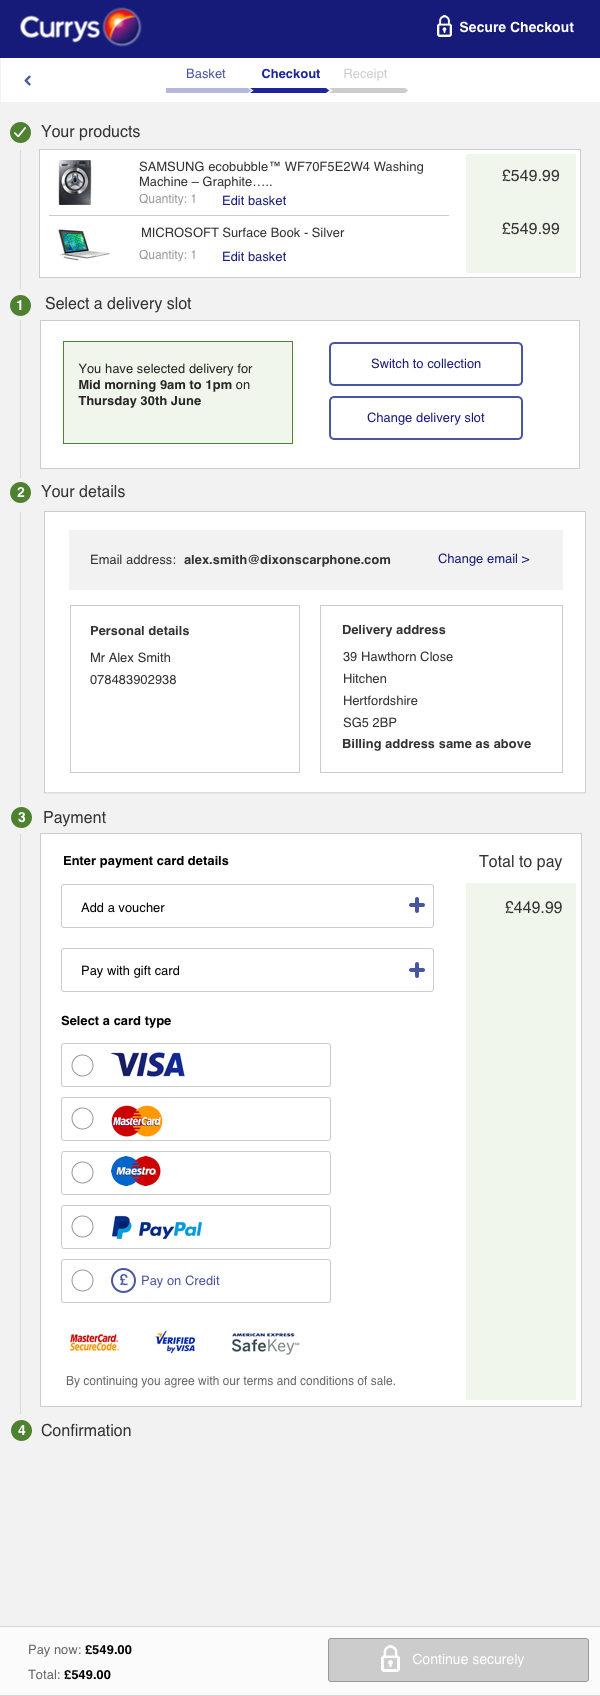 Currys
Secure Checkout
Basket
Checkout
Receipt
Your products
SAMSUNG ecobubble™ WF70F5E2W4 Washing
Machine – Graphite…..
Quantity: 1 Edit basket
£549.99
MICROSOFT Surface Book - Silver
Quantity: 1 Edit basket
£549.99
1 Select a delivery slot
You have selected delivery for
Mid morning 9am to 1pm on
Thursday 30th June
Switch to collection
Change delivery slot
2 Your details
Email address: alex.smith@dixonscarphone.com
Change email >
Personal details
Mr Alex Smith
078483902938
Delivery address
39 Hawthorn Close
Hitchen
Hertfordshire
SG5 2BP
Billing address same as above
3 Payment
Enter payment card details
Total to pay
£449.99
Add a voucher
Pay with gift card
Select a card type
VISA
MasterCard
Maestro
PayPal
£ Pay on Credit
MasterCard.
SecureCode.
VERIFIED
by VISA
AMERICAN EXPRESS
SafeKey™
By continuing you agree with our terms and conditions of sale.
4 Confirmation
Pay now: £549.00
Total: £549.00
Continue securely